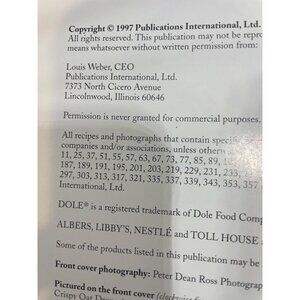 Copyright © 1997 Publications International, Ltd.
All rights reserved. This publication may not be
means whatsoever without written permission from:
Louis Weber, CEO
Publications International, Ltd.
7373 North Cicero Avenue
Lincolnwood, Illinois 60646
Permission is never granted for commercial purposes.
All recipes and photographs that contain
companies and/or associations, unless
11, 25, 37, 51, 55, 57, 63, 67, 73, 77, 85, 89,
187, 189, 191, 195, 201, 203, 219, 229, 231,
297, 303, 313, 317, 321, 335, 337, 339, 343, 353, 357
International, Ltd.
DOLE® is a registered trademark of Dole Food
ALBERS, LIBBY'S, NESTLÉ and TOLL HOUSE
Some of the products listed in this publication may be
Front cover photography: Peter Dean Ross
Pictured on the front cover
Crispy Oat